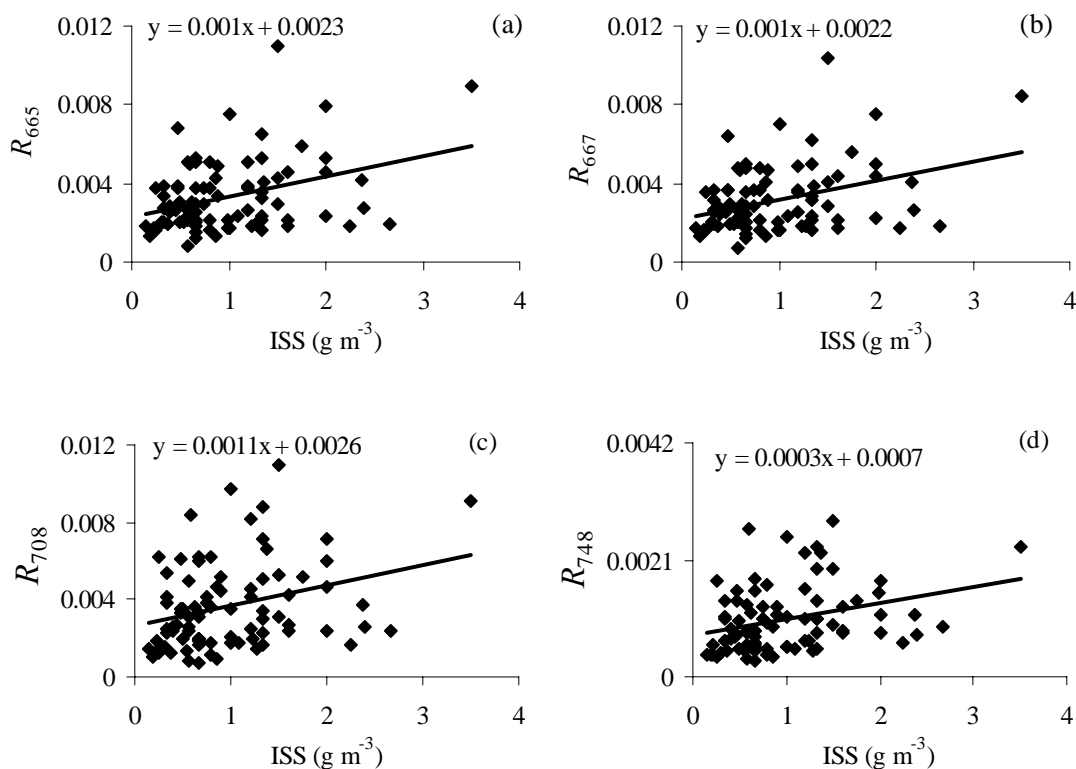 y = 0.001x + 0.0023
(a)
0.012
0.008
0.004
0
R665
0 1 2 3 4
ISS (g m-3)
y = 0.001x + 0.0022
(b)
0.012
0.008
0.004
0
R667
0 1 2 3 4
ISS (g m-3)
y = 0.0011x + 0.0026
(c)
0.012
0.008
0.004
0
R708
0 1 2 3 4
ISS (g m-3)
y = 0.0003x + 0.0007
(d)
0.0042
0.0021
0
R748
0 1 2 3 4
ISS (g m-3)